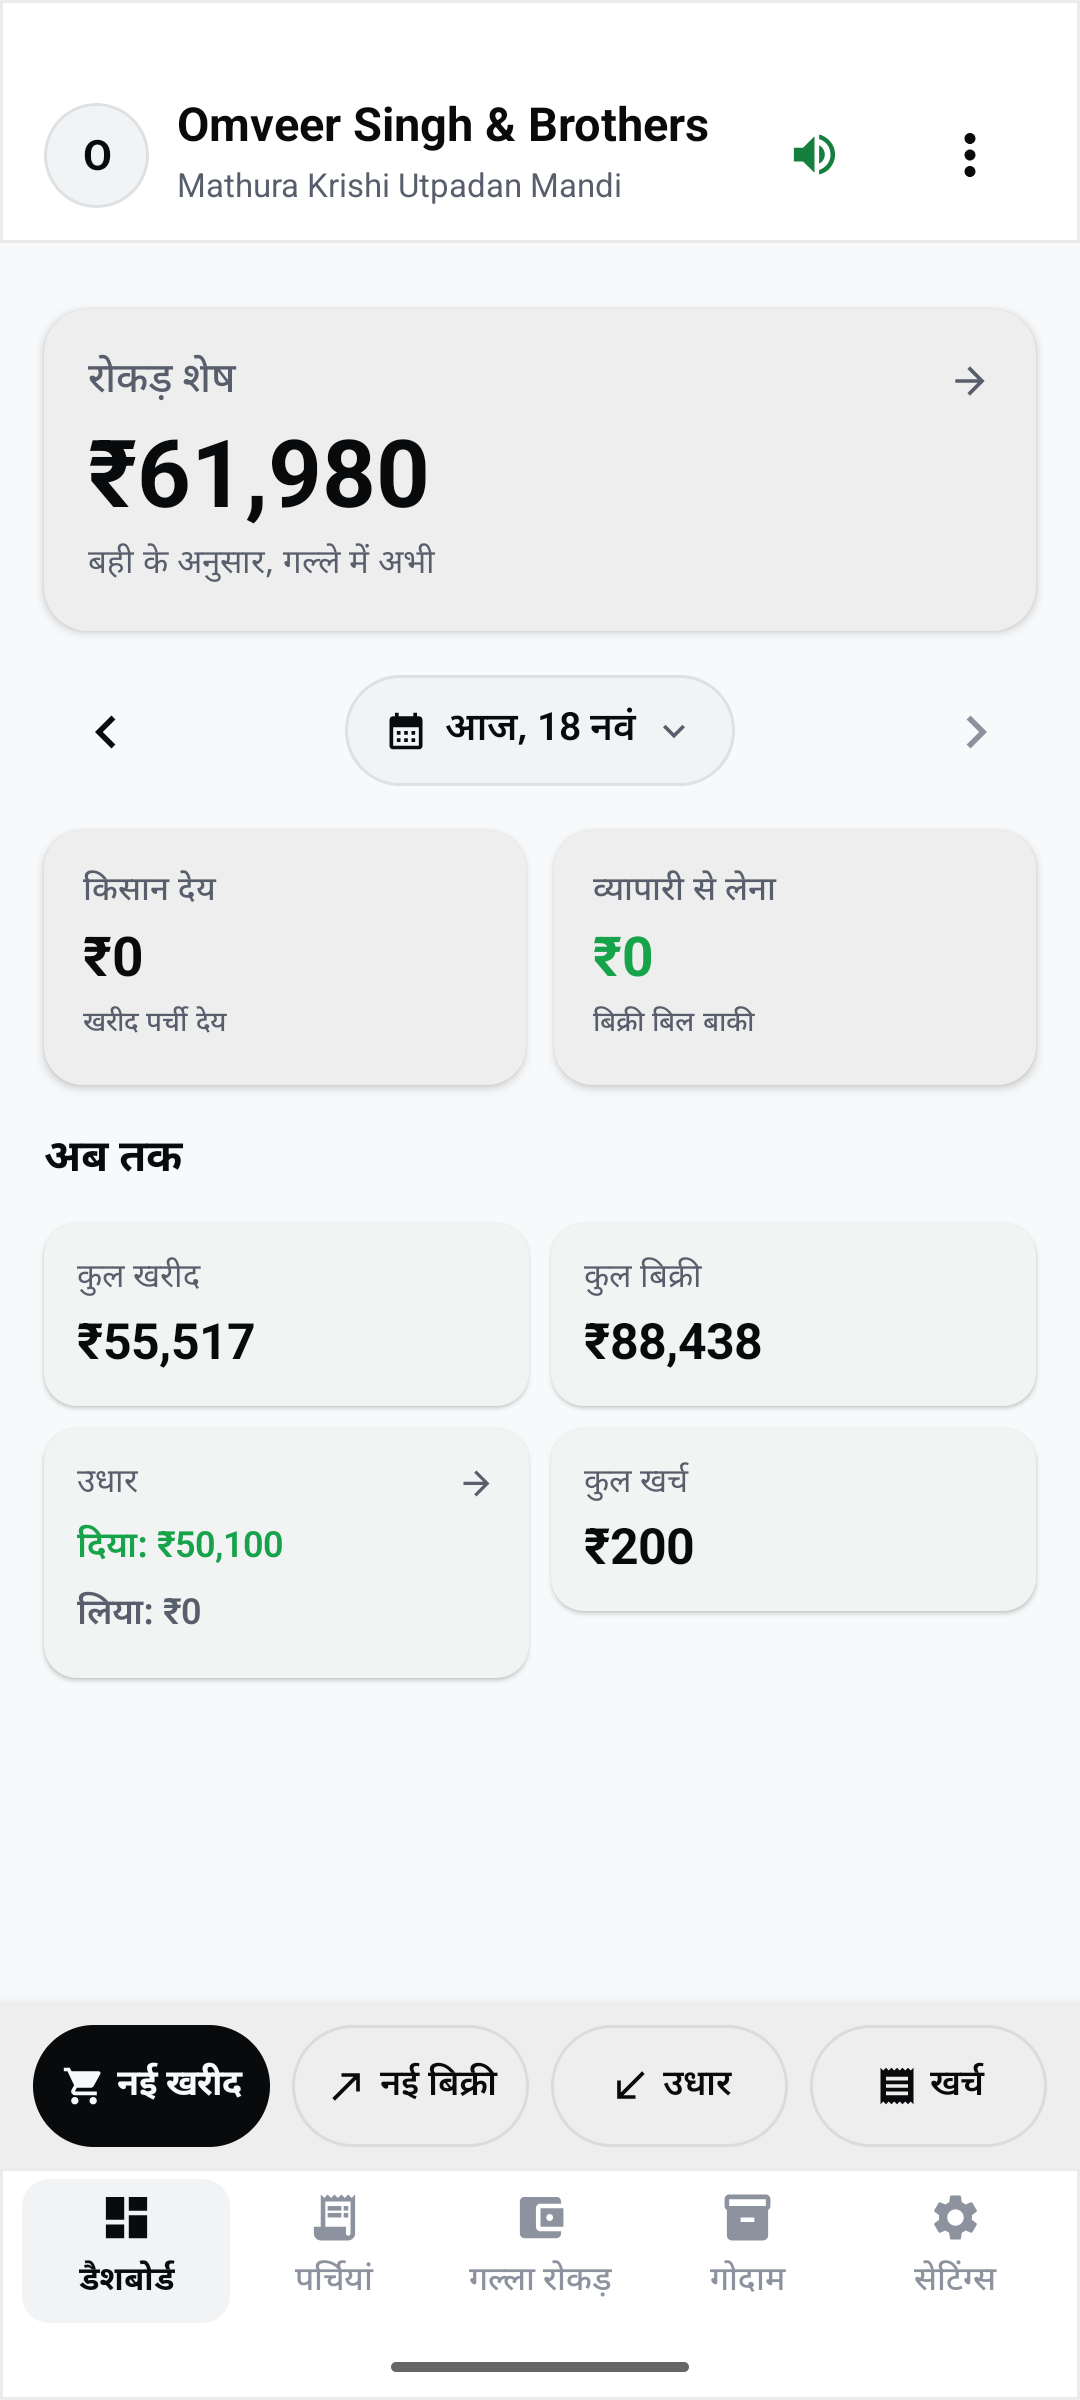 O
Omveer Singh & Brothers
Mathura Krishi Utpadan Mandi
रोकड़ शेष
₹61,980
बही के अनुसार, गल्ले में अभी
आज, 18 नवं
किसान देय
₹0
खरीद पर्ची देय
व्यापारी से लेना
₹0
बिक्री बिल बाकी
अब तक
कुल खरीद
₹55,517
कुल बिक्री
₹88,438
उधार
दिया: ₹50,100
लिया: ₹0
कुल खर्च
₹200
नई खरीद
नई बिक्री
उधार
खर्च
डैशबोर्ड
पर्चियां
गल्ला रोकड़
गोदाम
सेटिंग्स